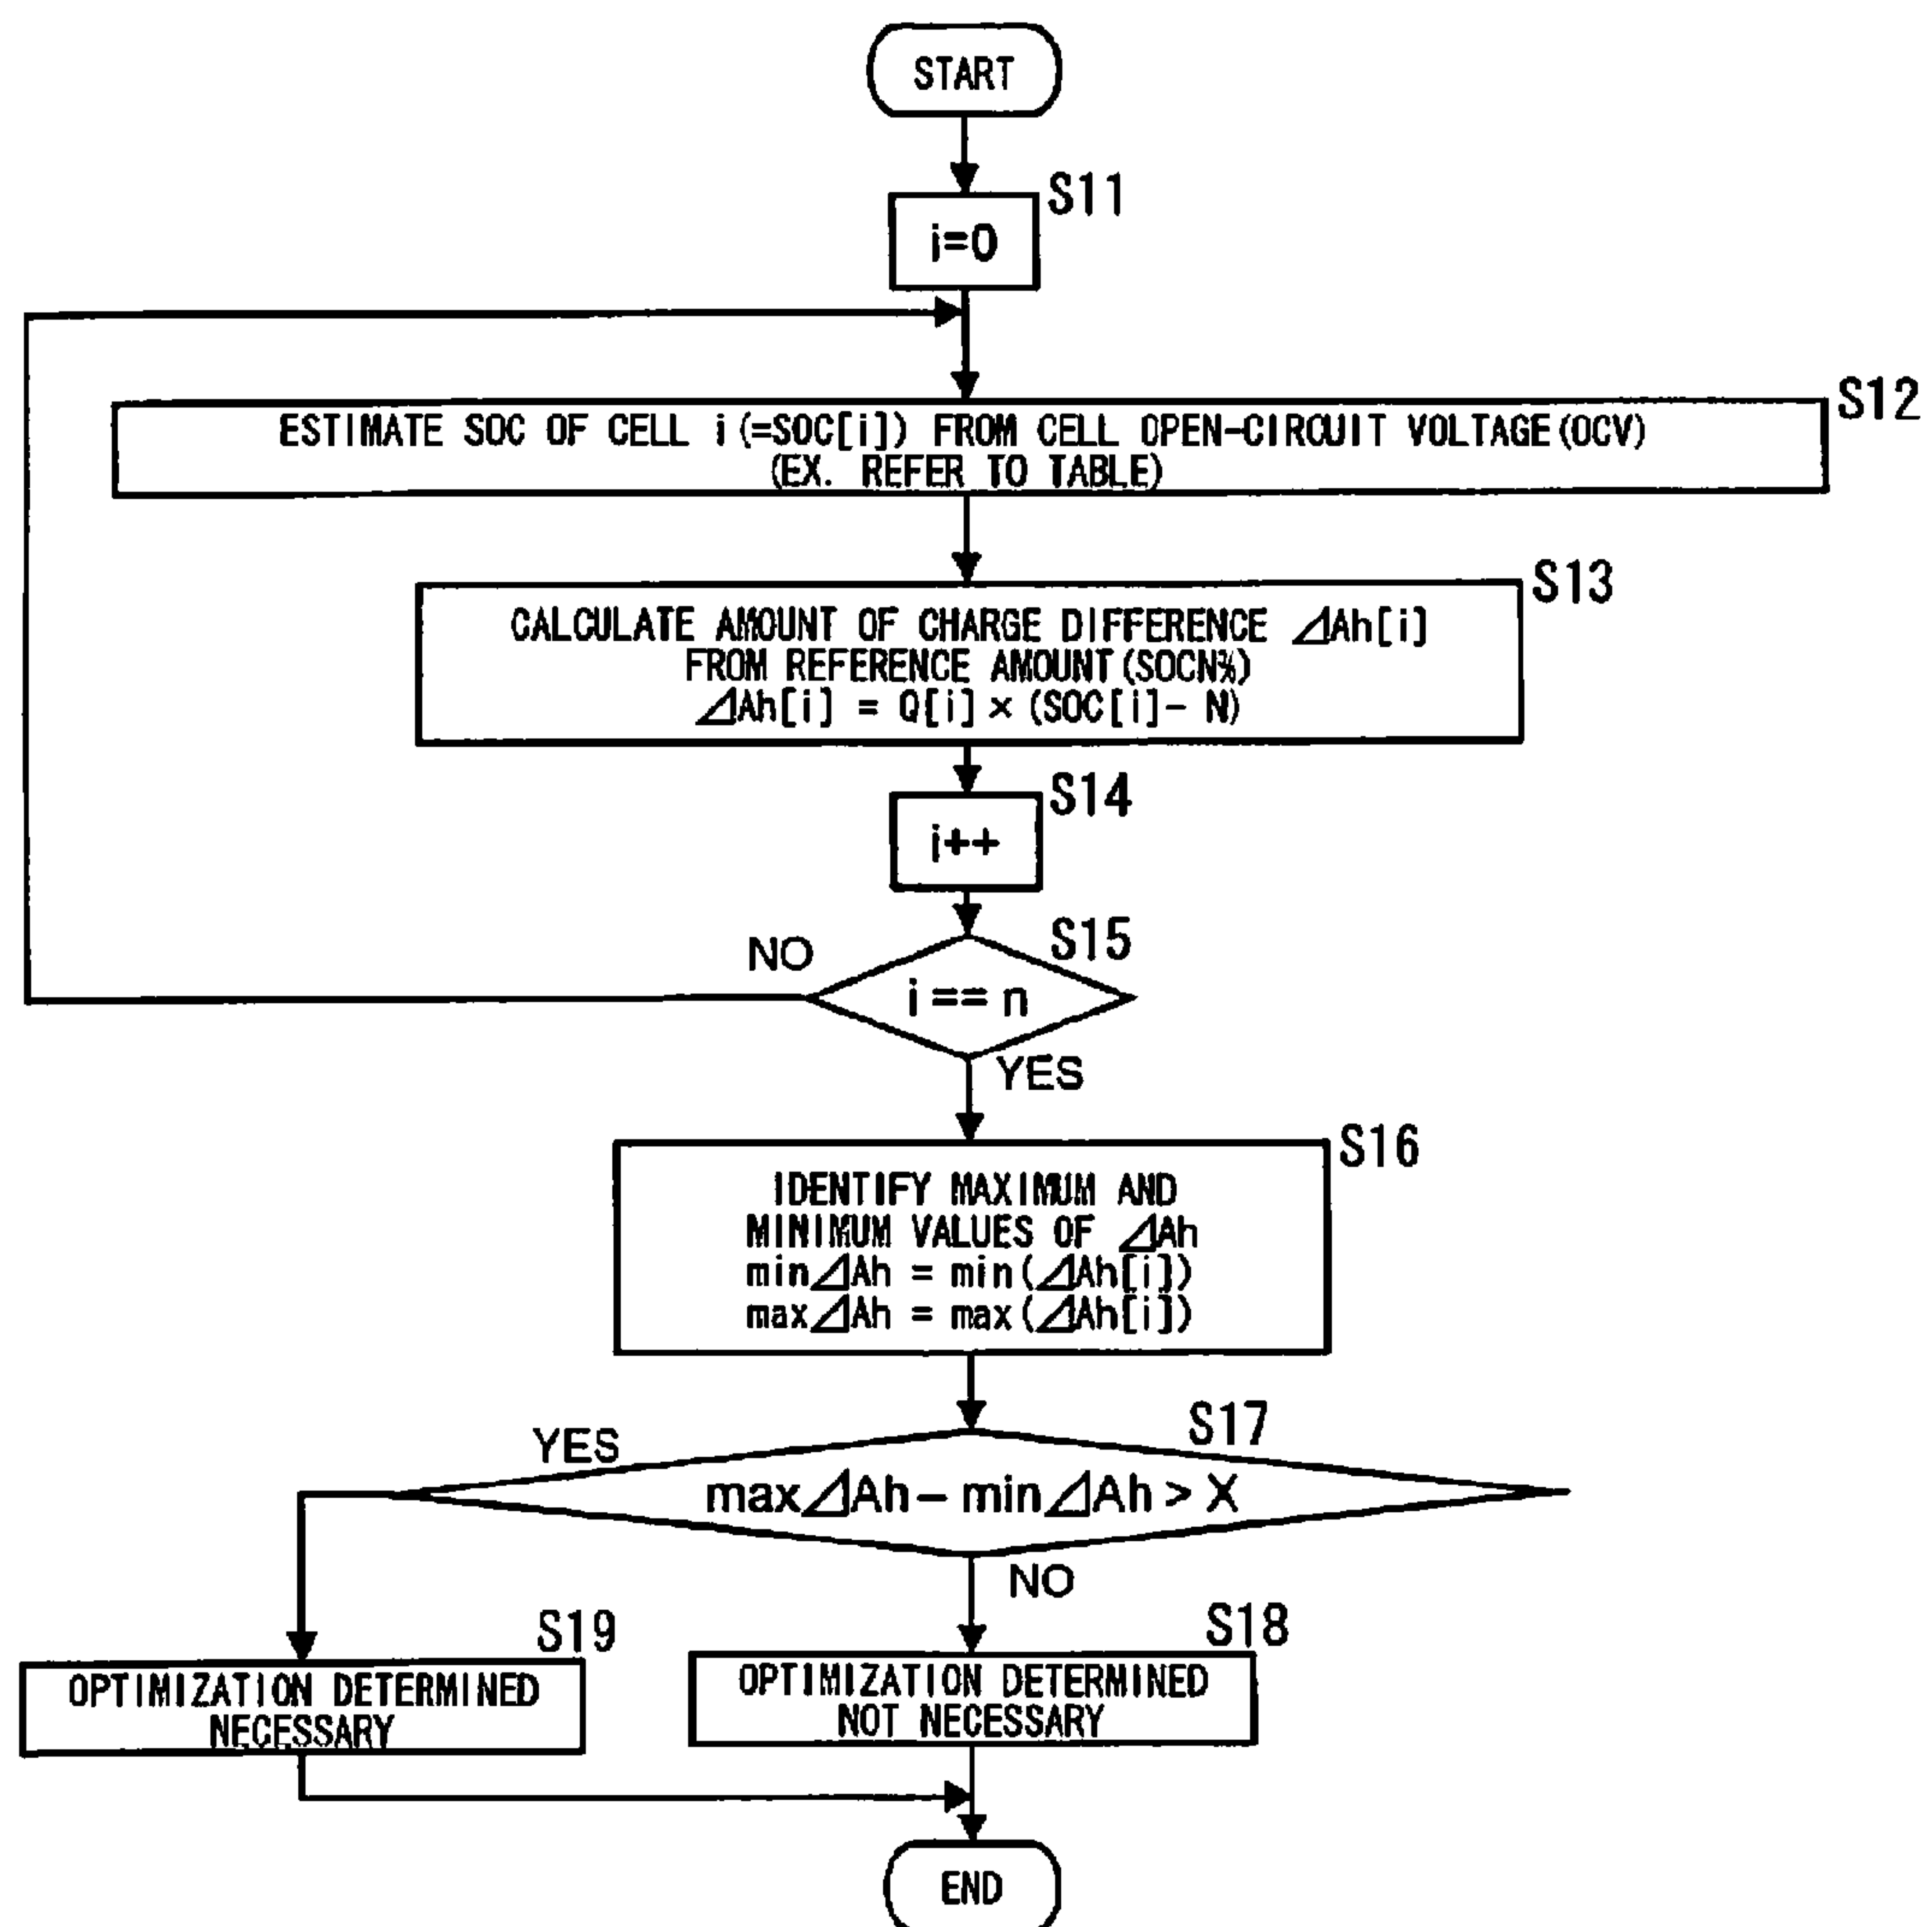 START
S11
i=0
S12
ESTIMATE SOC OF CELL i(=SOC[i]) FROM CELL OPEN-CIRCUIT VOLTAGE(OCV)
(EX. REFER TO TABLE)
S13
CALCULATE AMOUNT OF CHARGE DIFFERENCE ⊿Ah[i]
FROM REFERENCE AMOUNT(SOCN%)
⊿Ah[i] = Q[i] × (SOC[i]- N)
S14
i++
S15
NO
i == n
YES
S16
IDENTIFY MAXIMUM AND
MINIMUM VALUES OF ⊿Ah
min⊿Ah = min(⊿Ah[i])
max⊿Ah = max(⊿Ah[i])
S17
YES
max⊿Ah – min⊿Ah > X
NO
S19
OPTIMIZATION DETERMINED
NECESSARY
S18
OPTIMIZATION DETERMINED
NOT NECESSARY
END